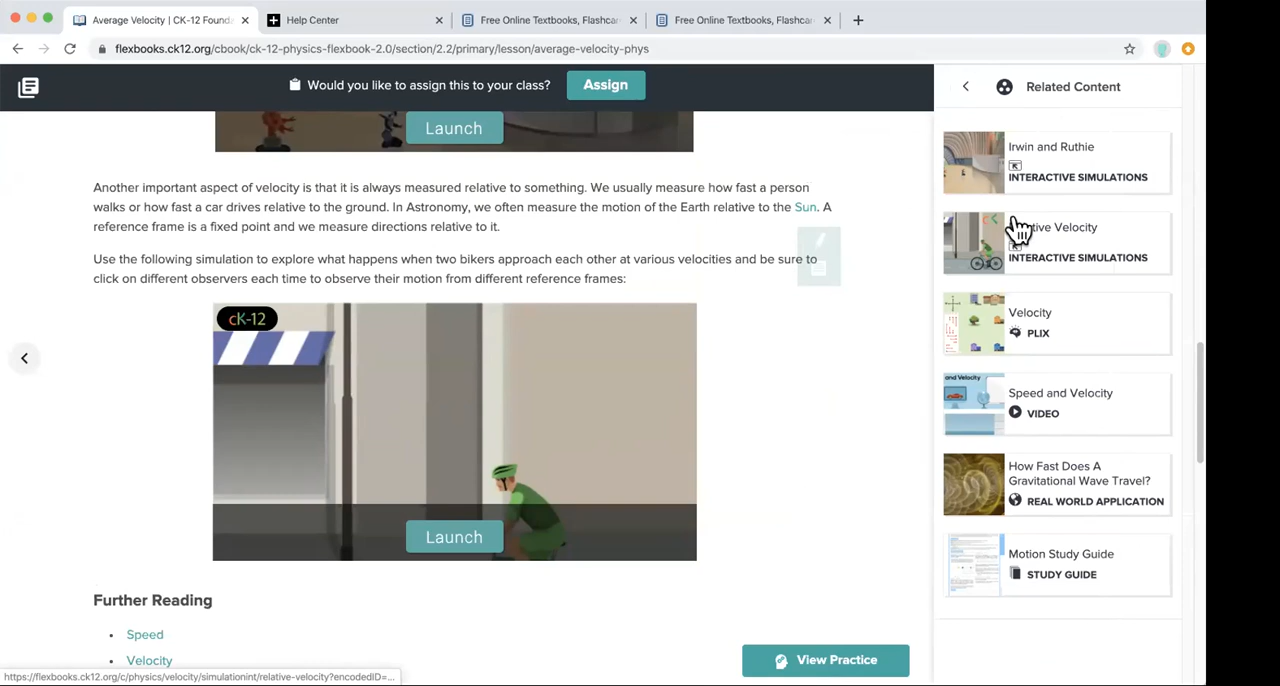 Average Velocity | CK-12 Founda
Help Center
Free Online Textbooks, Flashcar
Free Online Textbooks, Flashcar
flexbooks.ck12.org/cbook/ck-12-physics-flexbook-2.0/section/2.2/primary/lesson/average-velocity-phys
Would you like to assign this to your class?
Assign
Related Content
Launch
Another important aspect of velocity is that it is always measured relative to something. We usually measure how fast a person
walks or how fast a car drives relative to the ground. In Astronomy, we often measure the motion of the Earth relative to the Sun. A
reference frame is a fixed point and we measure directions relative to it.
Use the following simulation to explore what happens when two bikers approach each other at various velocities and be sure to
click on different observers each time to observe their motion from different reference frames:
cK-12
Launch
Further Reading
Speed
Velocity
View Practice
Irwin and Ruthie
INTERACTIVE SIMULATIONS
Velocity
INTERACTIVE SIMULATIONS
Velocity
PLIX
and Velocity
Speed and Velocity
VIDEO
How Fast Does A
Gravitational Wave Travel?
REAL WORLD APPLICATION
Motion Study Guide
STUDY GUIDE
https://flexbooks.ck12.org/c/physics/velocity/simulationint/relative-velocity?encodedID=...